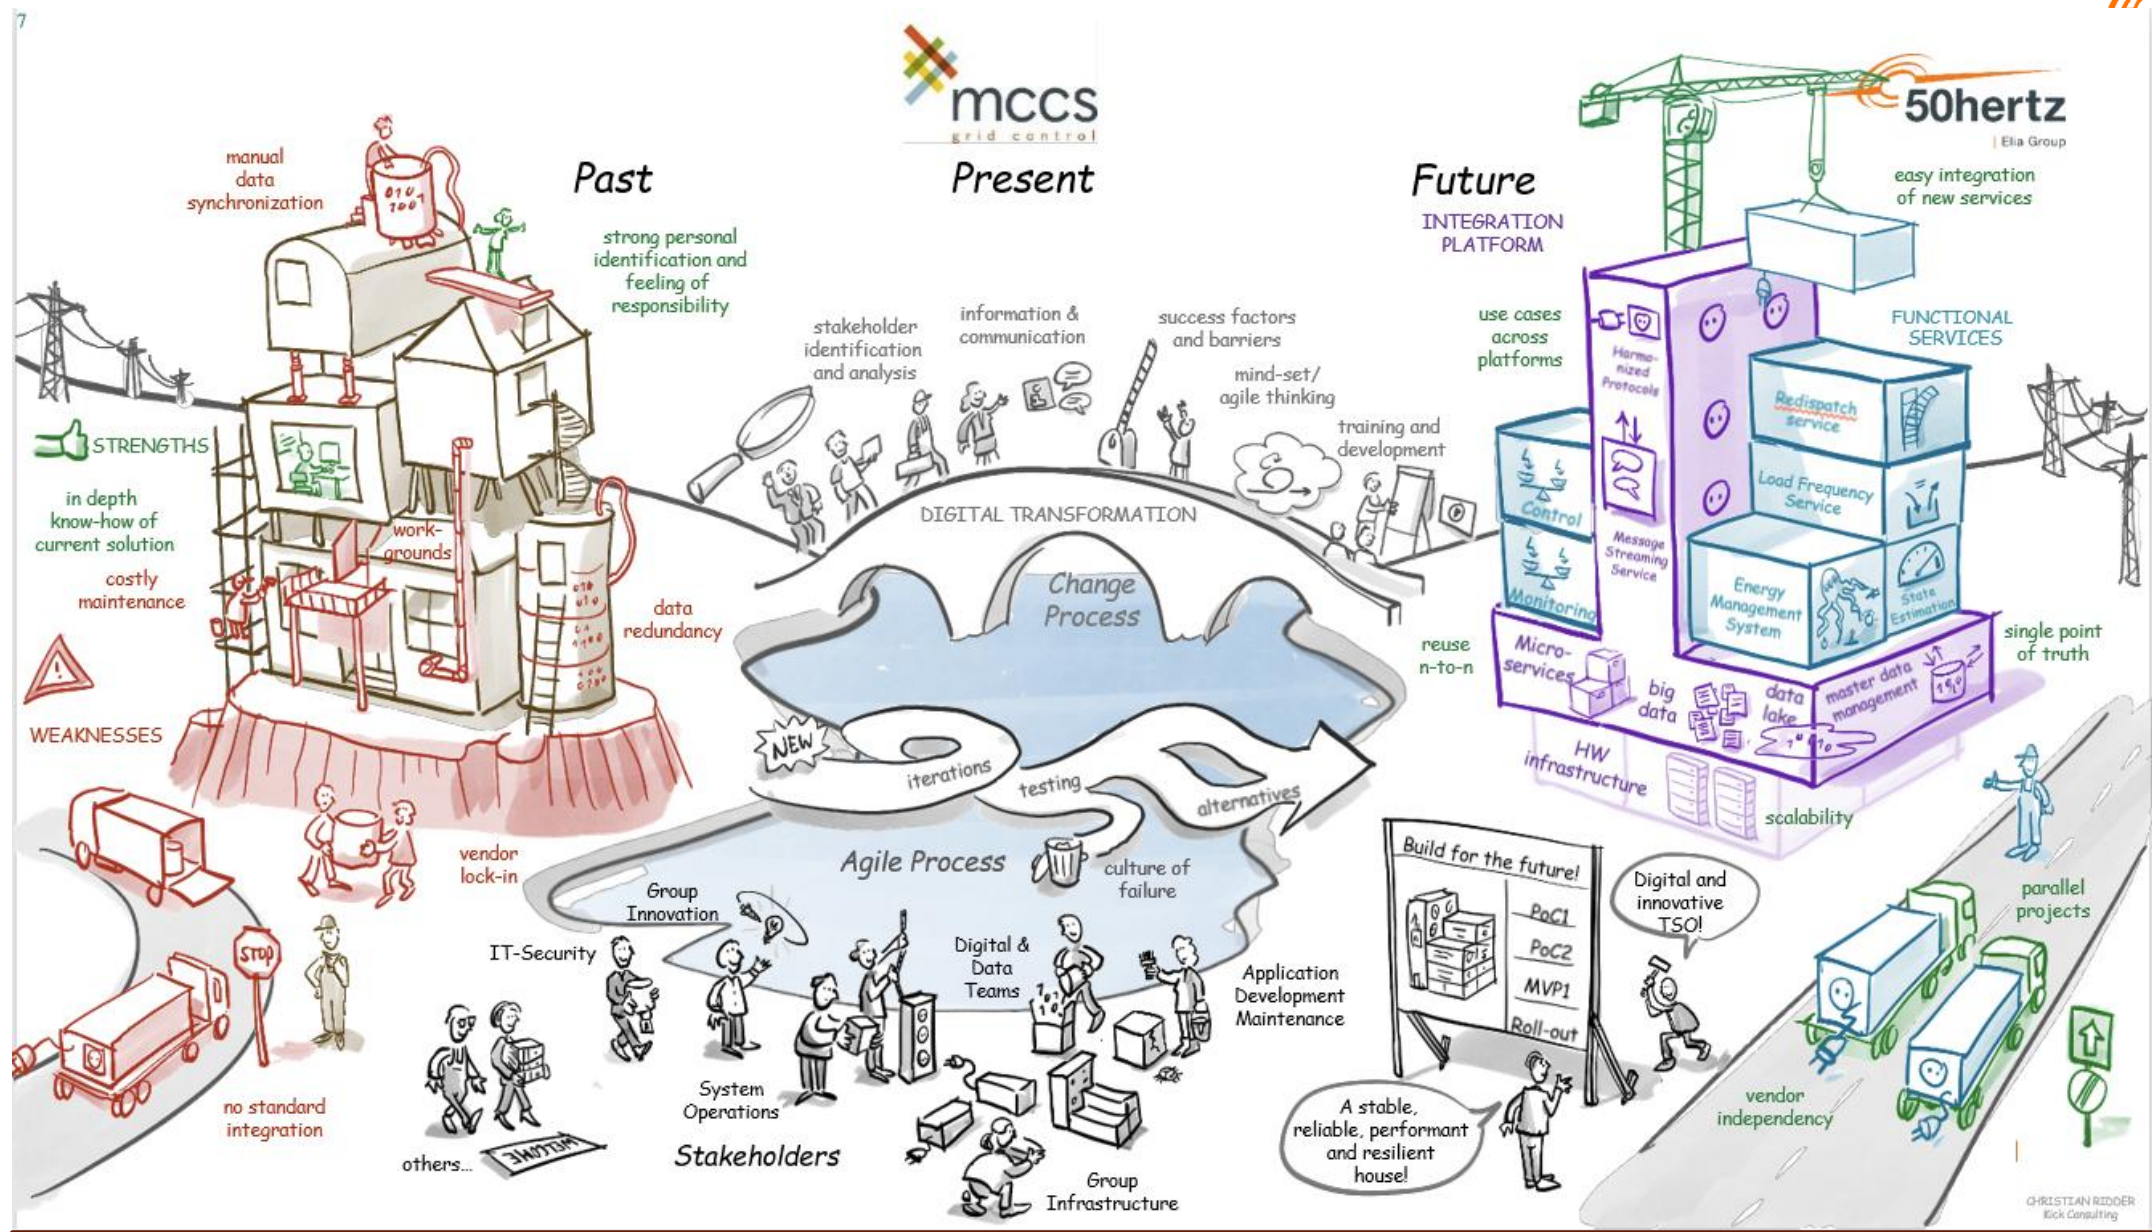 7
mccs
grid control
50hertz
Elia Group
Past
Present
Future
manual
data
synchronization
strong personal
identification and
feeling of
responsibility
010
1001
STRENGTHS
in depth
know-how of
current solution
costly
maintenance
work-
grounds
data
redundancy
WEAKNESSES
vendor
lock-in
STOP
no standard
integration
stakeholder
identification
and analysis
information &
communication
success factors
and barriers
mind-set/
agile thinking
training and
development
DIGITAL TRANSFORMATION
Change
Process
NEW
iterations
testing
alternatives
Agile Process
culture of
failure
Group
Innovation
IT-Security
Digital &
Data
Teams
Application
Development
Maintenance
System
Operations
Stakeholders
others...
WELCOME
Group
Infrastructure
INTEGRATION
PLATFORM
easy integration
of new services
use cases
across
platforms
FUNCTIONAL
SERVICES
Harmo-
nized
Protocols
Redispatch
service
Load Frequency
Service
Control
Message
Streaming
Service
Monitoring
Energy
Management
System
State
Estimation
reuse
n-to-n
Micro-
services
big
data
data
lake
master data
management
single point
of truth
HW
infrastructure
scalability
Build for the future!
PoC1
PoC2
MVP1
Roll-out
Digital and
innovative
TSO!
A stable,
reliable, performant
and resilient
house!
parallel
projects
vendor
independency
CHRISTIAN RIDDER
Kick Consulting